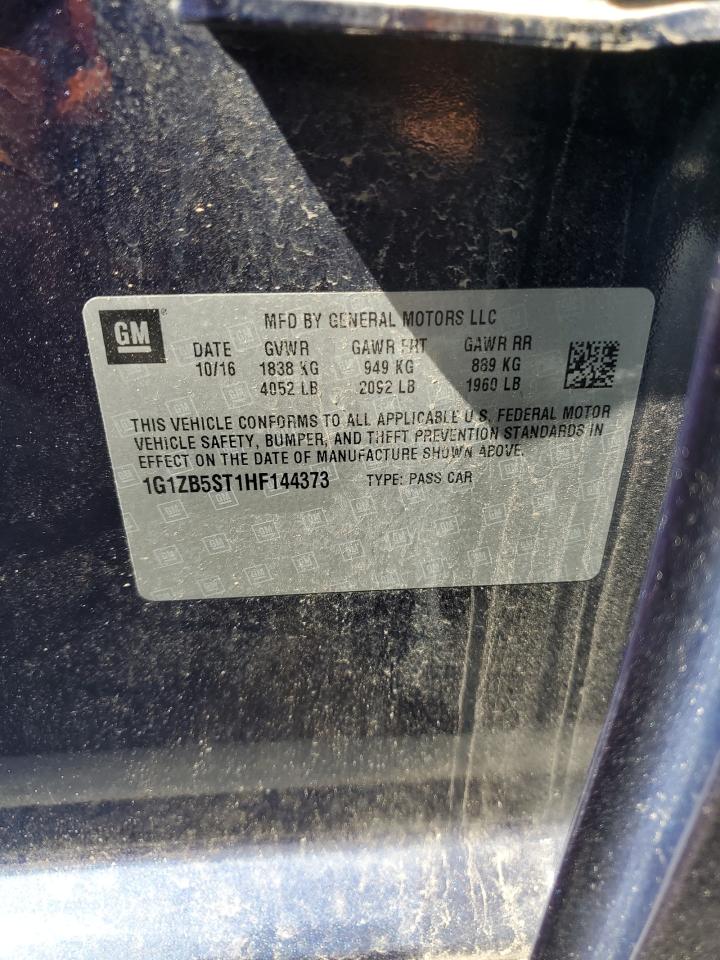 GM
MFD BY GENERAL MOTORS LLC
DATE GVWR GAWR FRT GAWR RR
10/16 1838 KG 949 KG 889 KG
4052 LB 2092 LB 1960 LB
THIS VEHICLE CONFORMS TO ALL APPLICABLE U.S. FEDERAL MOTOR
VEHICLE SAFETY, BUMPER, AND THEFT PREVENTION STANDARDS IN
EFFECT ON THE DATE OF MANUFACTURE SHOWN ABOVE.
1G1ZB5ST1HF144373 TYPE: PASS CAR